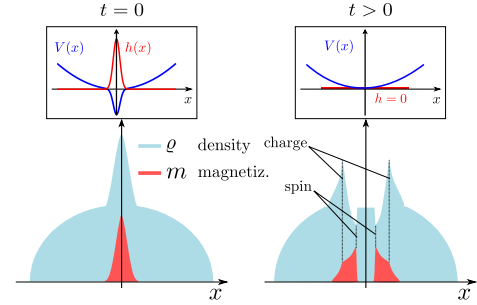 t = 0
t > 0
V(x)
h(x)
x
V(x)
h = 0
x
ϱ density
m magnetiz.
charge
spin
x
x